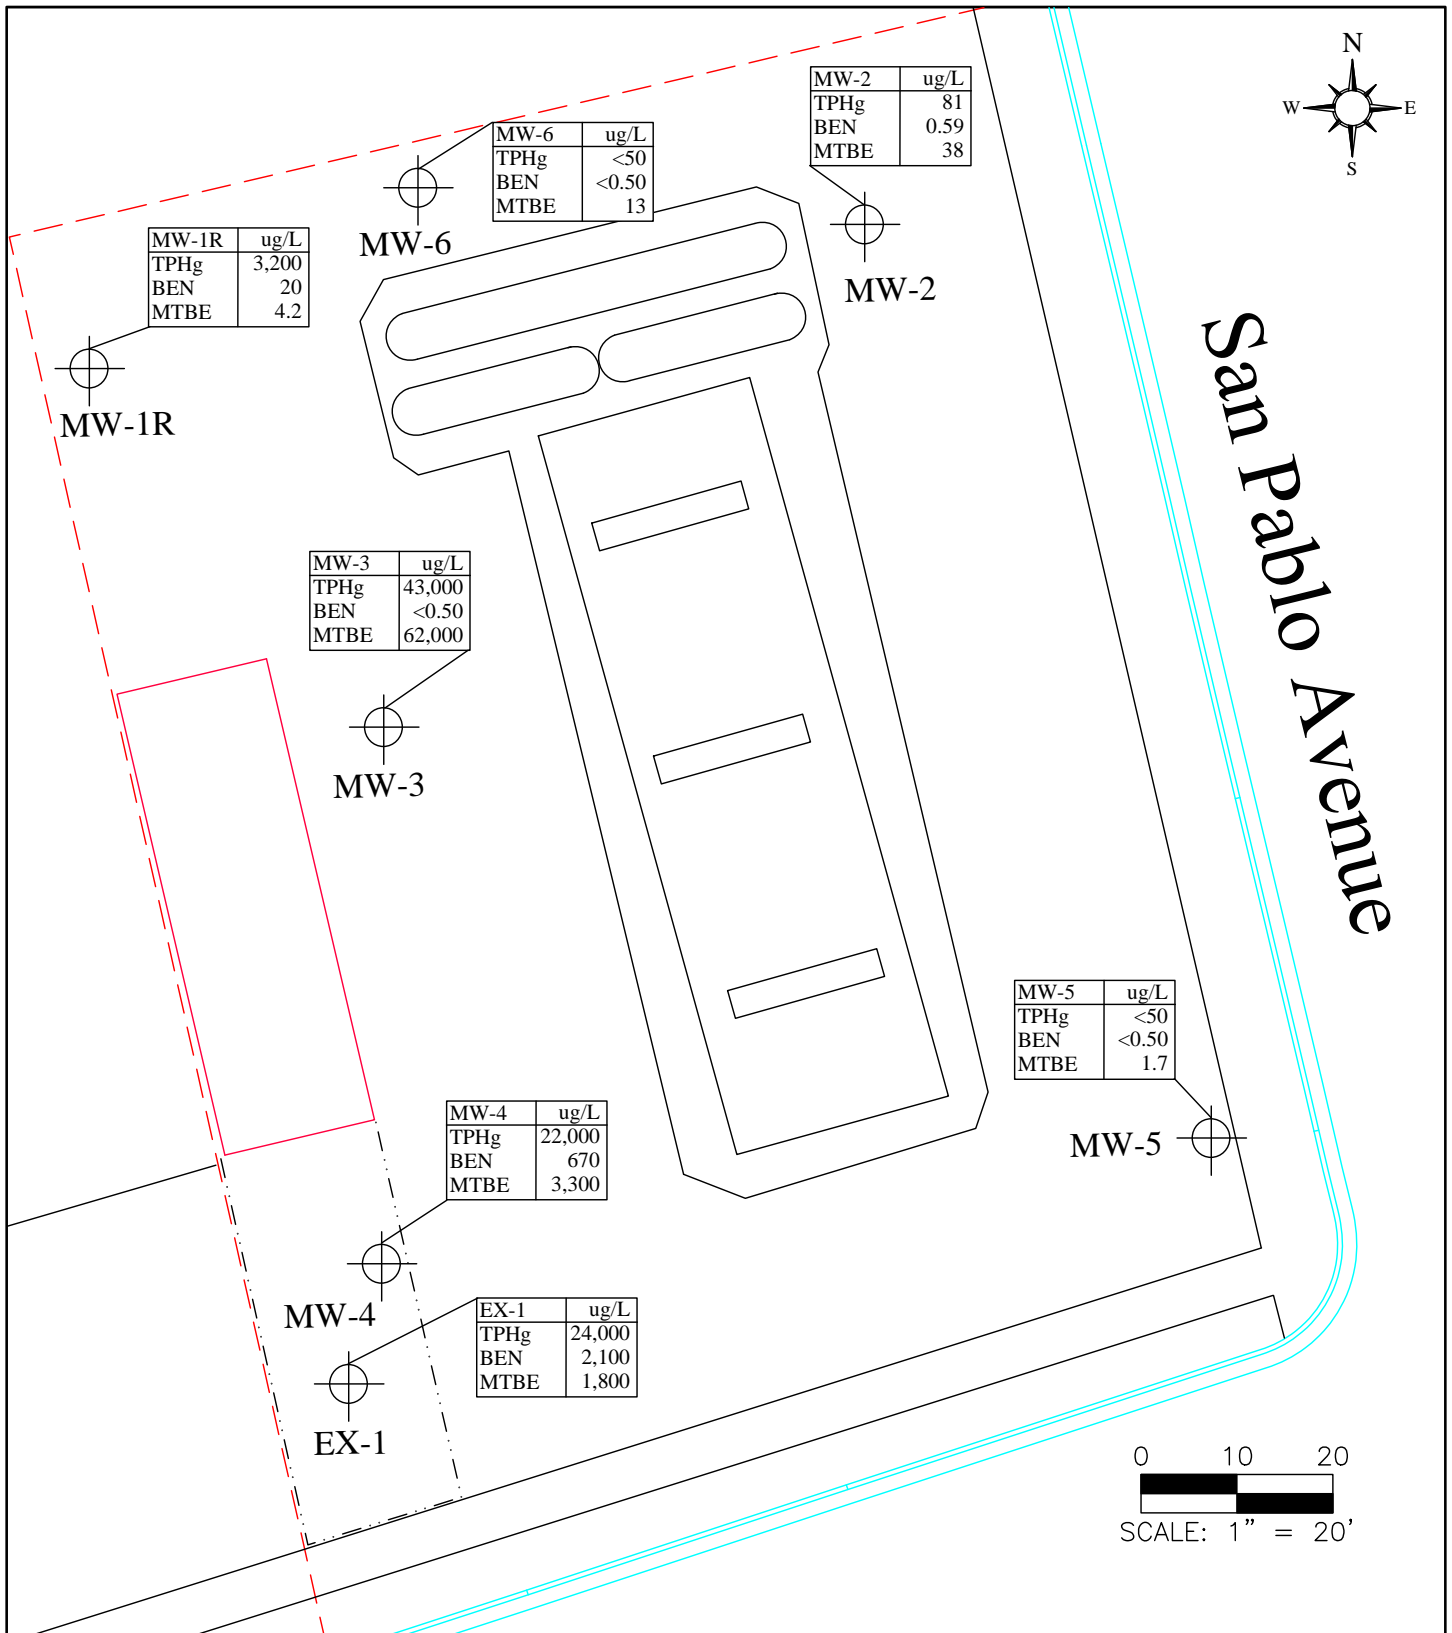 N
W E
S
MW-2 ug/L
TPHg 81
BEN 0.59
MTBE 38
MW-2
MW-6 ug/L
TPHg <50
BEN <0.50
MTBE 13
MW-6
MW-1R ug/L
TPHg 3,200
BEN 20
MTBE 4.2
MW-1R
San Pablo Avenue
MW-3 ug/L
TPHg 43,000
BEN <0.50
MTBE 62,000
MW-3
MW-5 ug/L
TPHg <50
BEN <0.50
MTBE 1.7
MW-5
MW-4 ug/L
TPHg 22,000
BEN 670
MTBE 3,300
MW-4
EX-1 ug/L
TPHg 24,000
BEN 2,100
MTBE 1,800
EX-1
0 10 20
SCALE: 1" = 20'